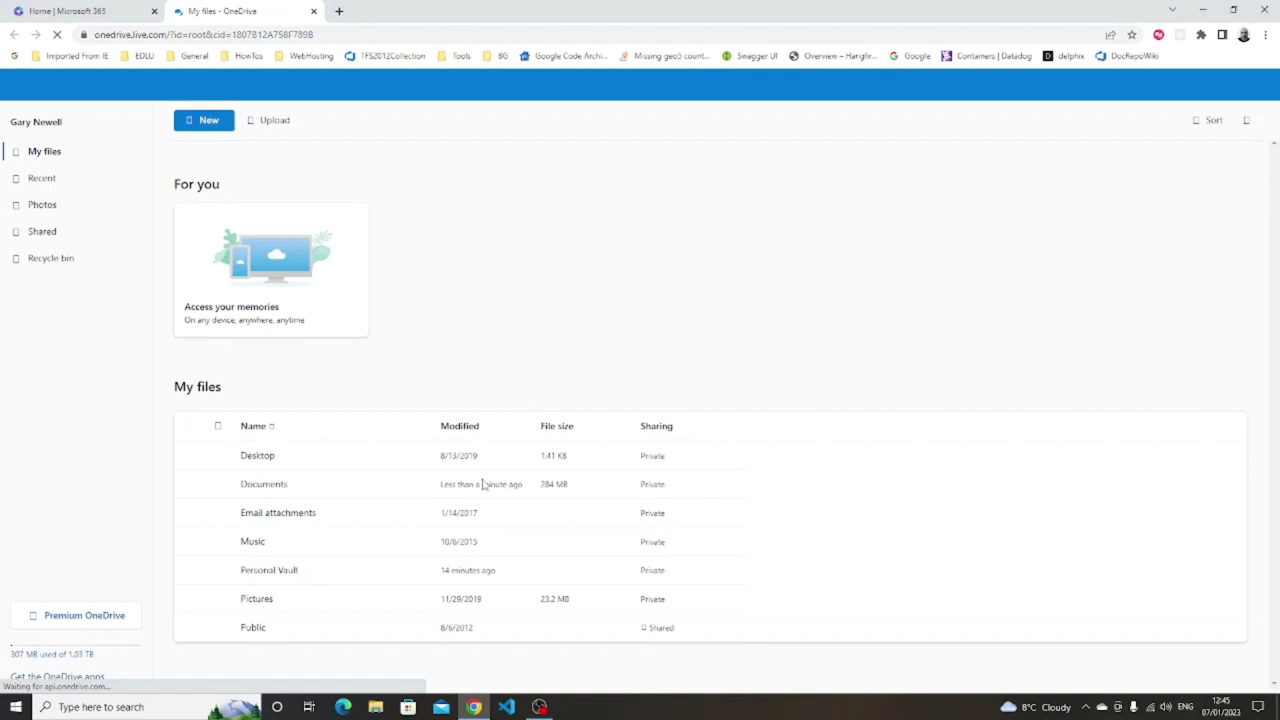 Home | Microsoft 365
My files - OneDrive
onedrive.live.com/?id=root&cid=1807B12A758F7B9B
Imported From IE EDLU General HowTos WebHosting TFS2012Collection Tools BG Google Code Archi... Missing geo5 count... Swagger UI Overview – Hangfir... Google Containers | Datadog delphix DocRepoWiki
Gary Newell
New Upload Sort
My files
Recent
Photos
Shared
Recycle bin
For you
Access your memories
On any device, anywhere, anytime
My files
Name Modified File size Sharing
Desktop 8/13/2019 1.41 KB Private
Documents Less than a minute ago 284 MB Private
Email attachments 1/14/2017 Private
Music 10/6/2015 Private
Personal Vault 14 minutes ago Private
Pictures 11/29/2019 23.2 MB Private
Public 8/6/2012 Shared
Premium OneDrive
307 MB used of 1.03 TB
Get the OneDrive apps
Waiting for api.onedrive.com...
Type here to search
8°C Cloudy
ENG
12:45
07/01/2023